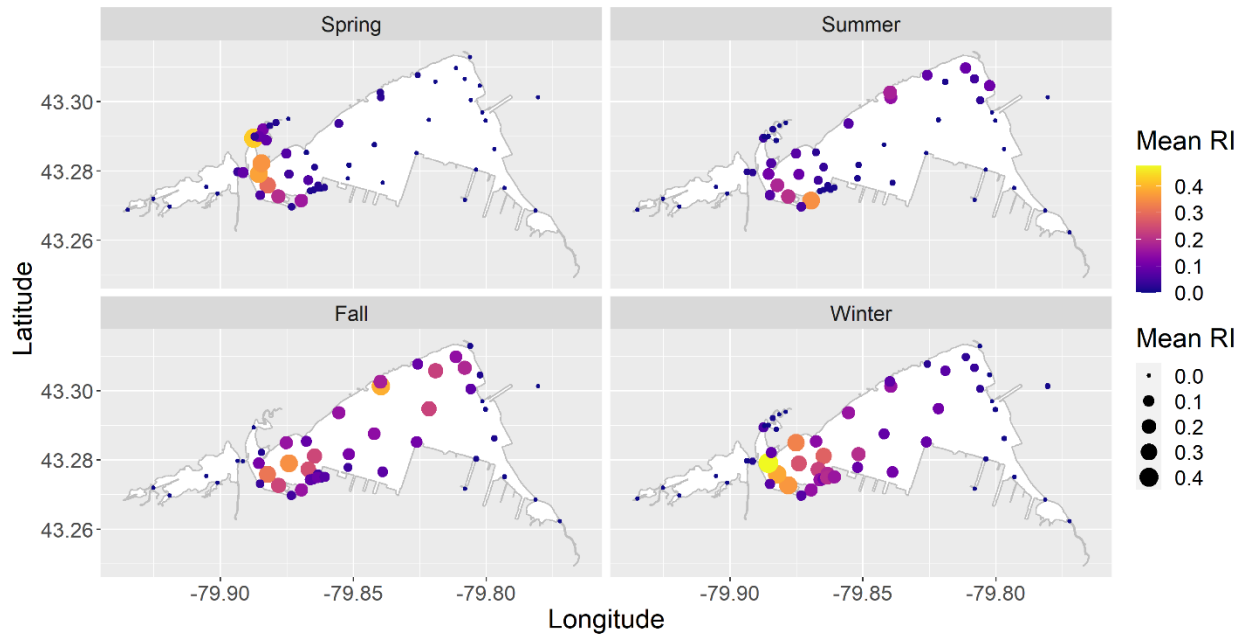 Spring
Summer
43.30
43.28
43.26
Fall
Winter
43.30
43.28
43.26
-79.90
-79.85
-79.80
-79.90
-79.85
-79.80
Latitude
Longitude
Mean RI
0.4
0.3
0.2
0.1
0.0
Mean RI
0.0
0.1
0.2
0.3
0.4